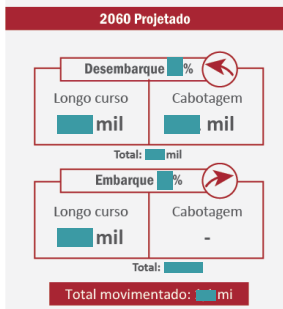 2060 Projetado
Desembarque %
Longo curso Cabotagem
mil mil
Total: mil
Embarque %
Longo curso Cabotagem
mil -
Total:
Total movimentado: mi